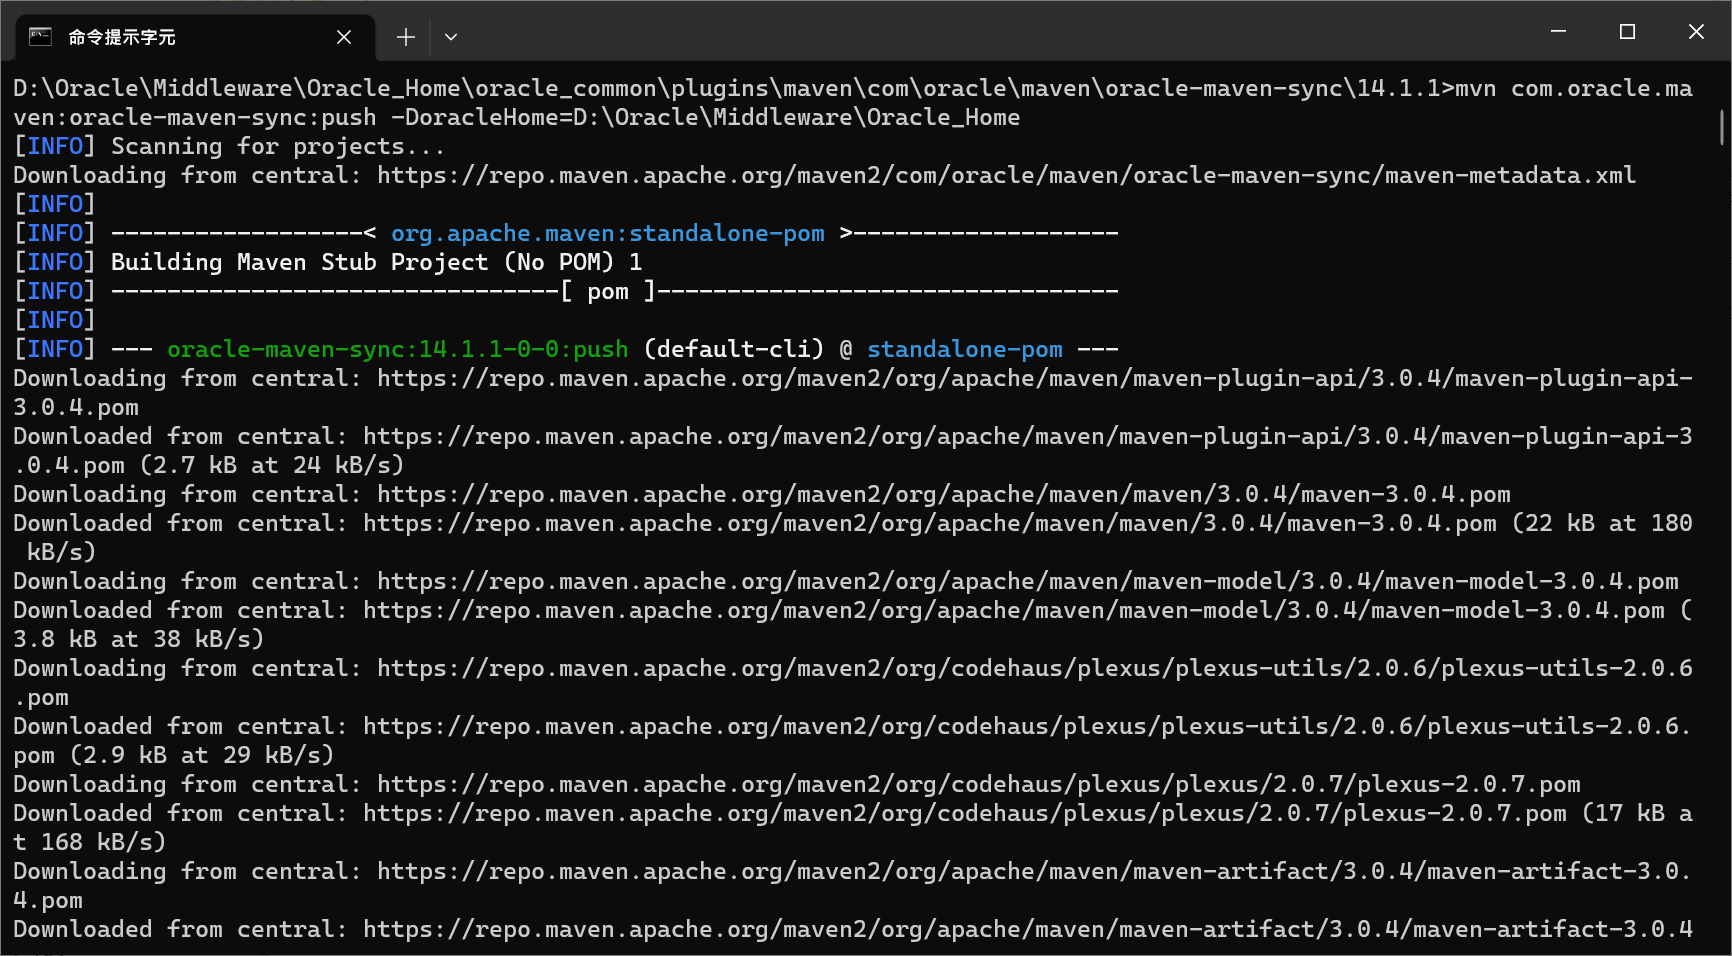 命令提示字元
D:\Oracle\Middleware\Oracle_Home\oracle_common\plugins\maven\com\oracle\maven\oracle-maven-sync\14.1.1>mvn com.oracle.ma
ven:oracle-maven-sync:push -DoracleHome=D:\Oracle\Middleware\Oracle_Home
[INFO] Scanning for projects...
Downloading from central: https://repo.maven.apache.org/maven2/com/oracle/maven/oracle-maven-sync/maven-metadata.xml
[INFO]
[INFO] ------------------< org.apache.maven:standalone-pom >-------------------
[INFO] Building Maven Stub Project (No POM) 1
[INFO] --------------------------------[ pom ]---------------------------------
[INFO]
[INFO] --- oracle-maven-sync:14.1.1-0-0:push (default-cli) @ standalone-pom ---
Downloading from central: https://repo.maven.apache.org/maven2/org/apache/maven/maven-plugin-api/3.0.4/maven-plugin-api-
3.0.4.pom
Downloaded from central: https://repo.maven.apache.org/maven2/org/apache/maven/maven-plugin-api/3.0.4/maven-plugin-api-3
.0.4.pom (2.7 kB at 24 kB/s)
Downloading from central: https://repo.maven.apache.org/maven2/org/apache/maven/maven/3.0.4/maven-3.0.4.pom
Downloaded from central: https://repo.maven.apache.org/maven2/org/apache/maven/maven/3.0.4/maven-3.0.4.pom (22 kB at 180
 kB/s)
Downloading from central: https://repo.maven.apache.org/maven2/org/apache/maven/maven-model/3.0.4/maven-model-3.0.4.pom
Downloaded from central: https://repo.maven.apache.org/maven2/org/apache/maven/maven-model/3.0.4/maven-model-3.0.4.pom (
3.8 kB at 38 kB/s)
Downloading from central: https://repo.maven.apache.org/maven2/org/codehaus/plexus/plexus-utils/2.0.6/plexus-utils-2.0.6
.pom
Downloaded from central: https://repo.maven.apache.org/maven2/org/codehaus/plexus/plexus-utils/2.0.6/plexus-utils-2.0.6.
pom (2.9 kB at 29 kB/s)
Downloading from central: https://repo.maven.apache.org/maven2/org/codehaus/plexus/plexus/2.0.7/plexus-2.0.7.pom
Downloaded from central: https://repo.maven.apache.org/maven2/org/codehaus/plexus/plexus/2.0.7/plexus-2.0.7.pom (17 kB a
t 168 kB/s)
Downloading from central: https://repo.maven.apache.org/maven2/org/apache/maven/maven-artifact/3.0.4/maven-artifact-3.0.
4.pom
Downloaded from central: https://repo.maven.apache.org/maven2/org/apache/maven/maven-artifact/3.0.4/maven-artifact-3.0.4